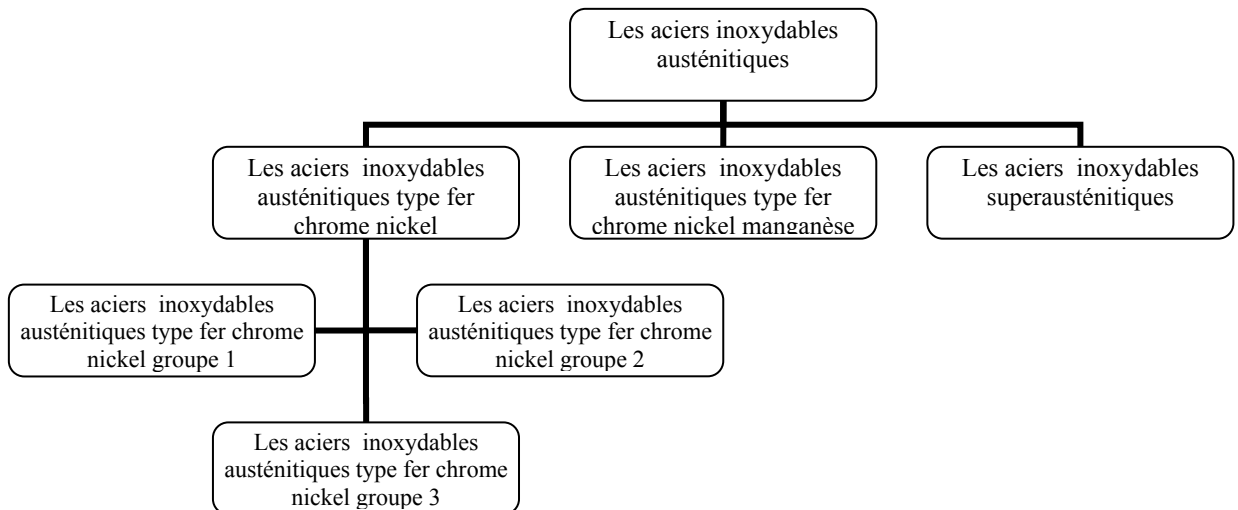 Les aciers inoxydables
austénitiques
Les aciers inoxydables
austénitiques type fer
chrome nickel
Les aciers inoxydables
austénitiques type fer
chrome nickel manganèse
Les aciers inoxydables
superausténitiques
Les aciers inoxydables
austénitiques type fer chrome
nickel groupe 1
Les aciers inoxydables
austénitiques type fer chrome
nickel groupe 2
Les aciers inoxydables
austénitiques type fer chrome
nickel groupe 3